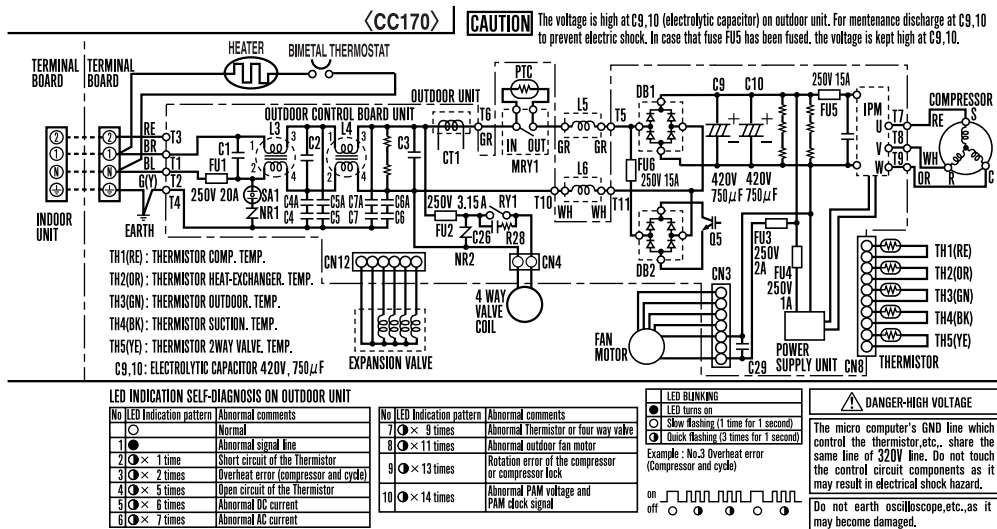 〈CC170〉
CAUTION
The voltage is high at C9,10 (electrolytic capacitor) on outdoor unit. For mentenance discharge at C9,10
to prevent electric shock. In case that fuse FU5 has been fused. the voltage is kept high at C9,10.
TERMINAL BOARD
TERMINAL BOARD
HEATER
BIMETAL THERMOSTAT
OUTDOOR UNIT
OUTDOOR CONTROL BOARD UNIT
2
1
N
2
1
N
RE
BR
BL
G(Y)
T3
T1
T2
T4
INDOOR UNIT
EARTH
FU1
250V 20A
C1
SA1
NR1
L3
1
2
3
4
C2
L4
1
2
3
4
C4A
C4
C5A
C5
C7A
C7
C6A
C6
C3
CT1
T6
GR
PTC
IN OUT
MRY1
L5
GR
GR
L6
WH
WH
T10
T11
T5
DB1
FU6
250V 15A
DB2
Q5
C9
C10
420V
750μF
420V
750μF
250V 15A
FU5
IPM
U
V
W
T7
T8
T9
RE
WH
OR
COMPRESSOR
S
R
C
250V 3.15A
FU2
RY1
C26
R28
NR2
CN4
4 WAY
VALVE
COIL
CN12
EXPANSION VALVE
FAN
MOTOR
CN3
C29
FU3
250V
2A
FU4
250V
1A
POWER
SUPPLY UNIT
CN8
THERMISTOR
TH1(RE)
TH2(OR)
TH3(GN)
TH4(BK)
TH5(YE)
TH1(RE) : THERMISTOR COMP. TEMP.
TH2(OR) : THERMISTOR HEAT-EXCHANGER. TEMP.
TH3(GN) : THERMISTOR OUTDOOR. TEMP.
TH4(BK) : THERMISTOR SUCTION. TEMP.
TH5(YE) : THERMISTOR 2WAY VALVE. TEMP.
C9,10: ELECTROLYTIC CAPACITOR 420V, 750μF
LED INDICATION SELF-DIAGNOSIS ON OUTDOOR UNIT
No LED Indication pattern Abnormal comments
○ Normal
1 ● Abnormal signal line
2 ◑× 1 time Short circuit of the Thermistor
3 ◑× 2 times Overheat error (compressor and cycle)
4 ◑× 5 times Open circuit of the Thermistor
5 ◑× 6 times Abnormal DC current
6 ◑× 7 times Abnormal AC current
No LED Indication pattern Abnormal comments
7 ◑× 9 times Abnormal Thermistor or four way valve
8 ◑× 11 times Abnormal outdoor fan motor
9 ◑× 13 times Rotation error of the compressor
or compressor lock
10 ◑× 14 times Abnormal PAM voltage and
PAM clock signal
LED BLINKING
● LED turns on
○ Slow flashing (1 time for 1 second)
◑ Quick flashing (3 times for 1 second)
Example : No.3 Overheat error
(Compressor and cycle)
on
off ○ ◑ ◑ ○ ◑
DANGER-HIGH VOLTAGE
The micro computer's GND line which
control the thermistor,etc,. share the
same line of 320V line. Do not touch
the control circuit components as it
may result in electrical shock hazard.
Do not earth oscilloscope,etc.,as it
may become damaged.